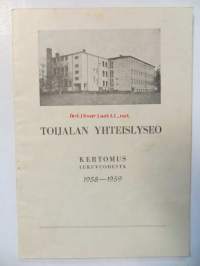 TOIJALAN YHTEISLYSEO
KERTOMUS
LUKUVUODESTA
1958—1959